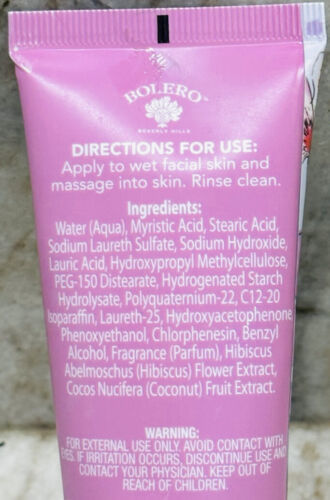 BOLERO™
BEVERLY HILLS
DIRECTIONS FOR USE:
Apply to wet facial skin and
massage into skin. Rinse clean.
Ingredients:
Water (Aqua), Myristic Acid, Stearic Acid,
Sodium Laureth Sulfate, Sodium Hydroxide,
Lauric Acid, Hydroxypropyl Methylcellulose,
PEG-150 Distearate, Hydrogenated Starch
Hydrolysate, Polyquaternium-22, C12-20
Isoparaffin, Laureth-25, Hydroxyacetophenone
Phenoxyethanol, Chlorphenesin, Benzyl
Alcohol, Fragrance (Parfum), Hibiscus
Abelmoschus (Hibiscus) Flower Extract,
Cocos Nucifera (Coconut) Fruit Extract.
WARNING:
FOR EXTERNAL USE ONLY. AVOID CONTACT WITH
EYES. IF IRRITATION OCCURS, DISCONTINUE USE AND
CONTACT YOUR PHYSICIAN. KEEP OUT OF
REACH OF CHILDREN.